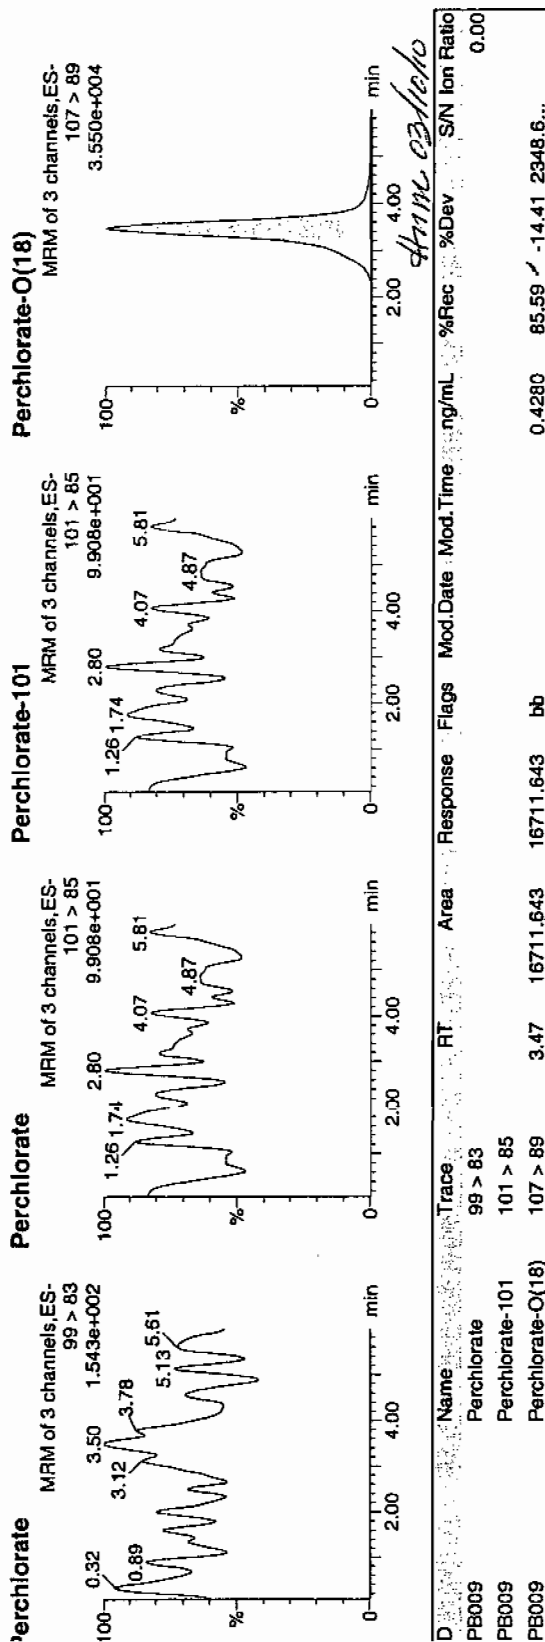 Perchlorate
MRM of 3 channels,ES-
99 > 83
1.543e+002
100
%
0
0.32
0.89
3.12
3.50
3.78
5.13
5.61
2.00
4.00
min
Perchlorate
MRM of 3 channels,ES-
101 > 85
9.908e+001
100
%
0
1.26
1.74
2.80
4.07
4.87
5.81
2.00
4.00
min
Perchlorate-101
MRM of 3 channels,ES-
101 > 85
9.908e+001
100
%
0
1.26
1.74
2.80
4.07
4.87
5.81
2.00
4.00
min
Perchlorate-O(18)
MRM of 3 channels,ES-
107 > 89
3.550e+004
100
%
0
2.00
4.00
min
03/10/10
D Name Trace RT Area Response Flags Mod.Date Mod.Time ng/mL %Rec %Dev S/N Ion Ratio
PB009 Perchlorate 99 > 83 0.00
PB009 Perchlorate-101 101 > 85
PB009 Perchlorate-O(18) 107 > 89 3.47 16711.643 16711.643 bb 0.4280 85.59 ✓ -14.41 2348.6...